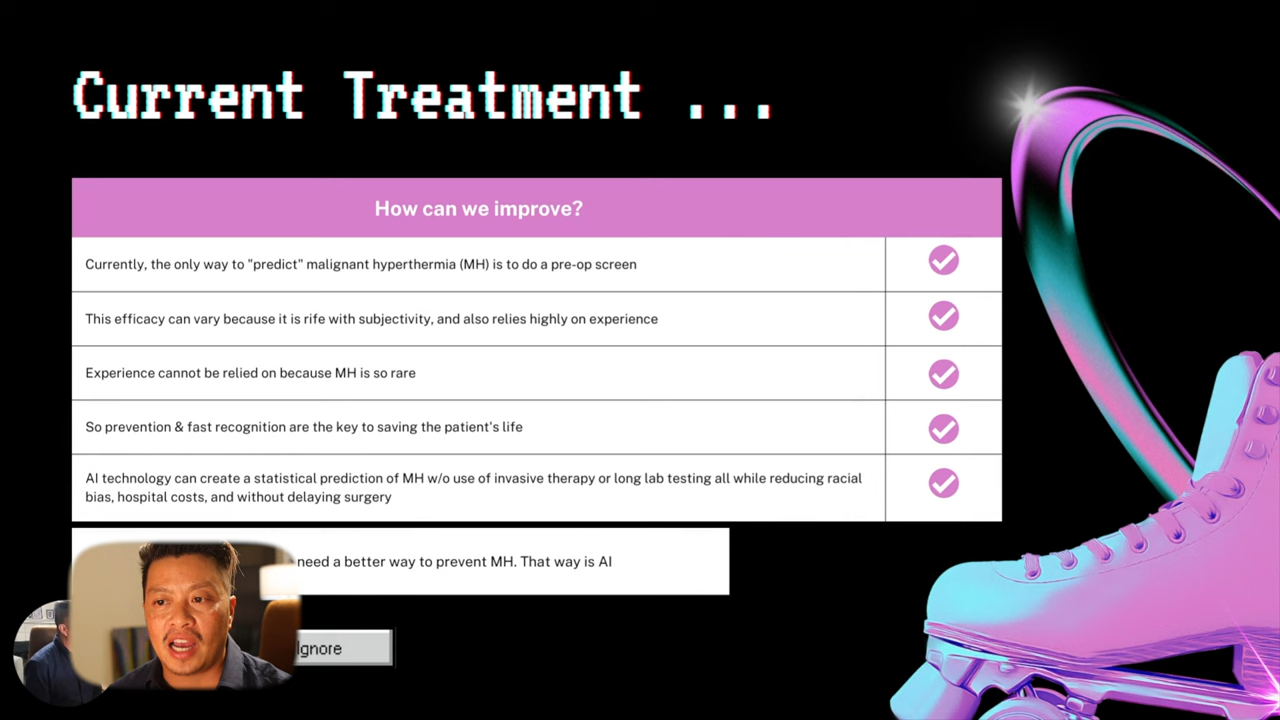 Current Treatment ...
How can we improve?
Currently, the only way to "predict" malignant hyperthermia (MH) is to do a pre-op screen
This efficacy can vary because it is rife with subjectivity, and also relies highly on experience
Experience cannot be relied on because MH is so rare
So prevention & fast recognition are the key to saving the patient's life
AI technology can create a statistical prediction of MH w/o use of invasive therapy or long lab testing all while reducing racial
bias, hospital costs, and without delaying surgery
need a better way to prevent MH. That way is AI
Ignore